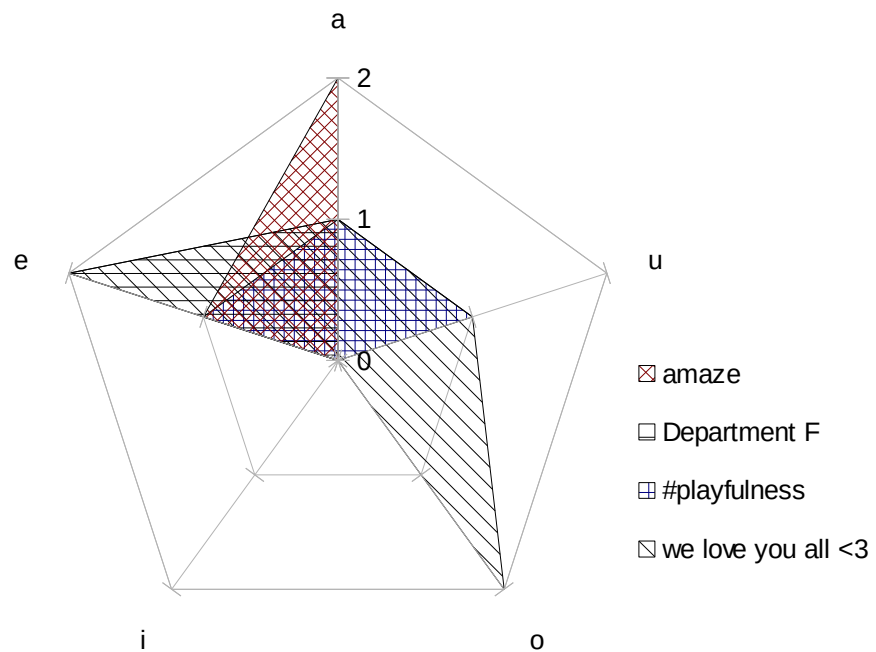 a
2
1
e
u
0
amaze
Department F
#playfulness
we love you all <3
i
o